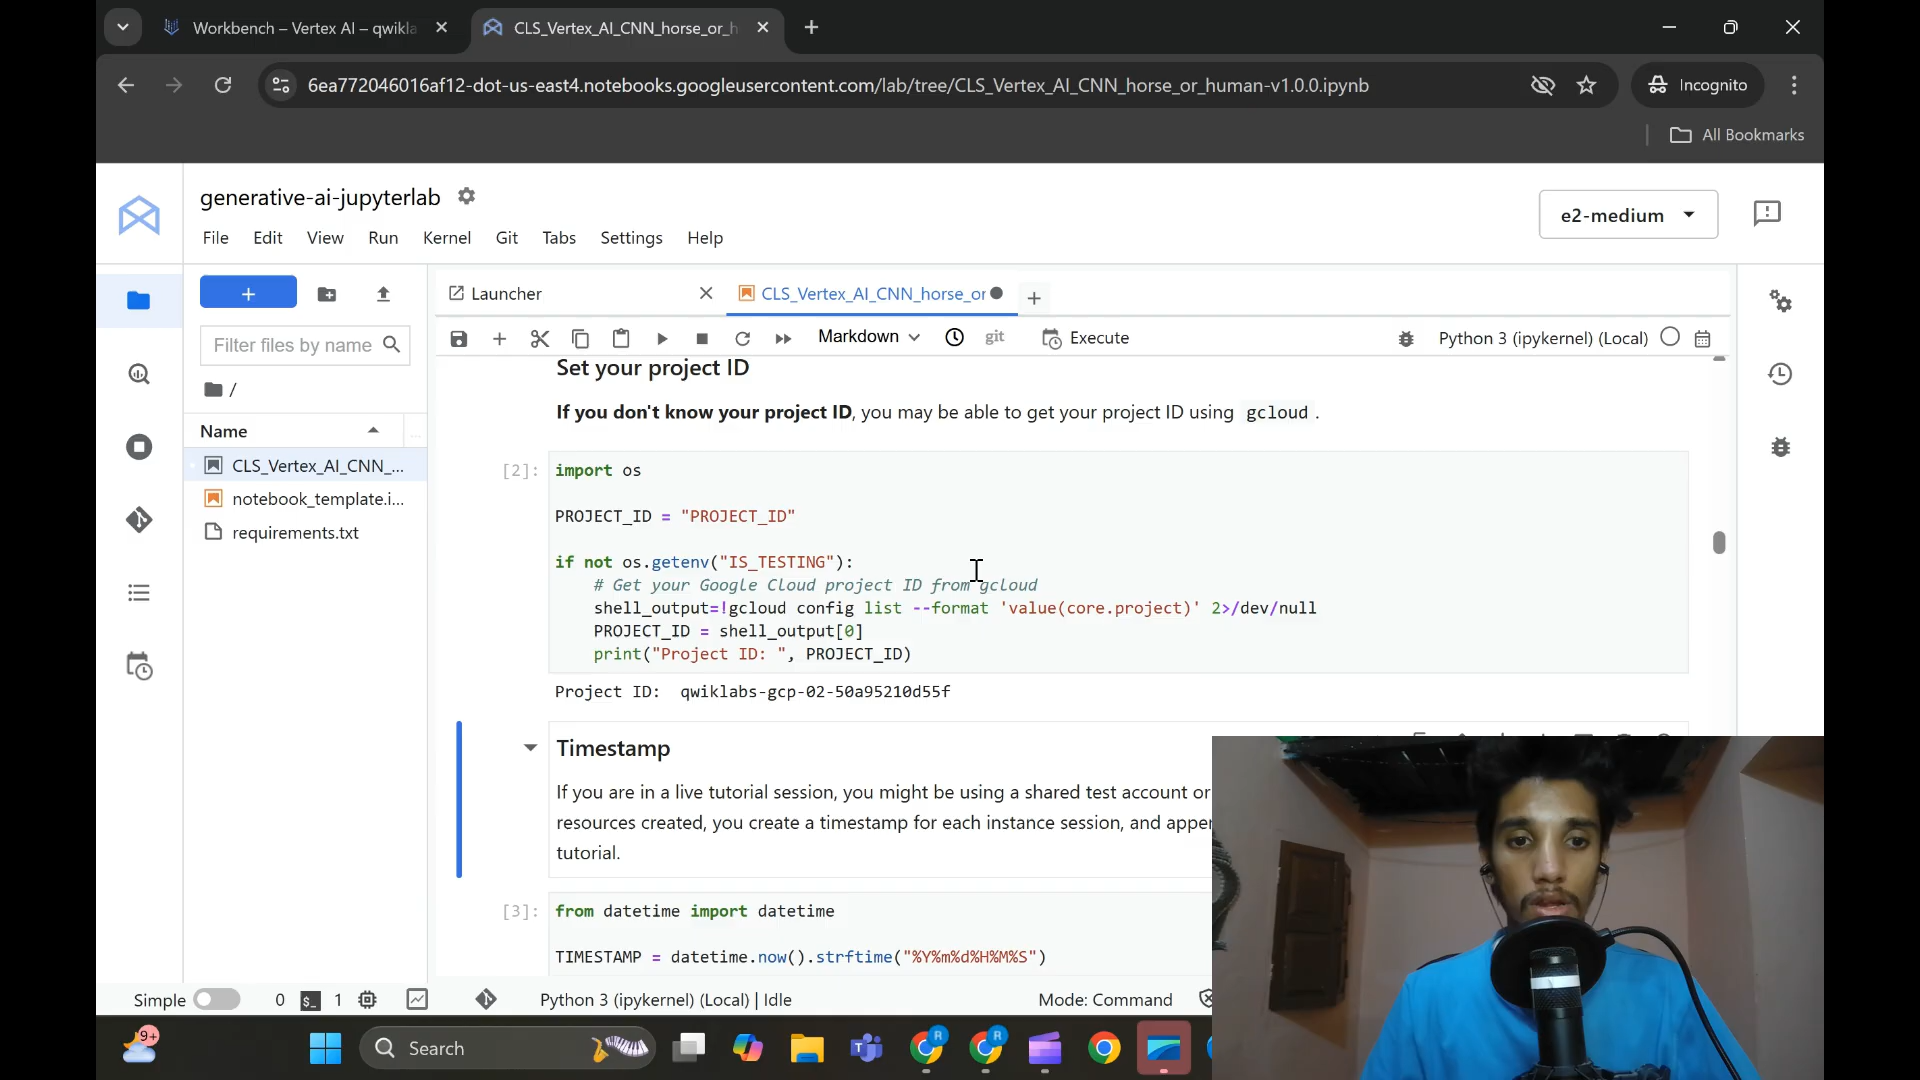 Workbench – Vertex AI – qwikla
CLS_Vertex_AI_CNN_horse_or_h
6ea772046016af12-dot-us-east4.notebooks.googleusercontent.com/lab/tree/CLS_Vertex_AI_CNN_horse_or_human-v1.0.0.ipynb
Incognito
All Bookmarks
generative-ai-jupyterlab
e2-medium
File Edit View Run Kernel Git Tabs Settings Help
+
Launcher
CLS_Vertex_AI_CNN_horse_or
Filter files by name
Markdown
git
Execute
Python 3 (ipykernel) (Local)
/
Name
CLS_Vertex_AI_CNN_...
notebook_template.i...
requirements.txt
Set your project ID
If you don't know your project ID, you may be able to get your project ID using gcloud .
[2]:
import os
PROJECT_ID = "PROJECT_ID"
if not os.getenv("IS_TESTING"):
# Get your Google Cloud project ID from gcloud
shell_output=!gcloud config list --format 'value(core.project)' 2>/dev/null
PROJECT_ID = shell_output[0]
print("Project ID: ", PROJECT_ID)
Project ID:  qwiklabs-gcp-02-50a95210d55f
Timestamp
If you are in a live tutorial session, you might be using a shared test account or
resources created, you create a timestamp for each instance session, and appen
tutorial.
[3]:
from datetime import datetime
TIMESTAMP = datetime.now().strftime("%Y%m%d%H%M%S")
Simple
0
$_
1
Python 3 (ipykernel) (Local) | Idle
Mode: Command
9+
Search
T
R
R